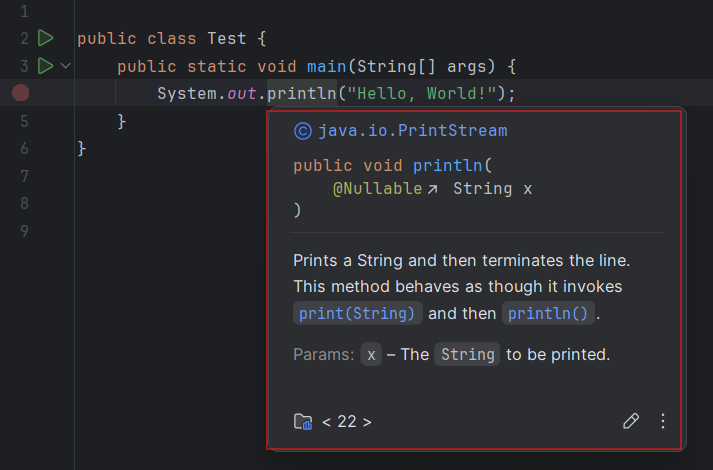 1
2 public class Test {
3 public static void main(String[] args) {
System.out.println("Hello, World!");
5 }
6 }
7
8
9
java.io.PrintStream
public void println(
@Nullable↗ String x
)
Prints a String and then terminates the line.
This method behaves as though it invokes
print(String) and then println().
Params: x – The String to be printed.
< 22 >